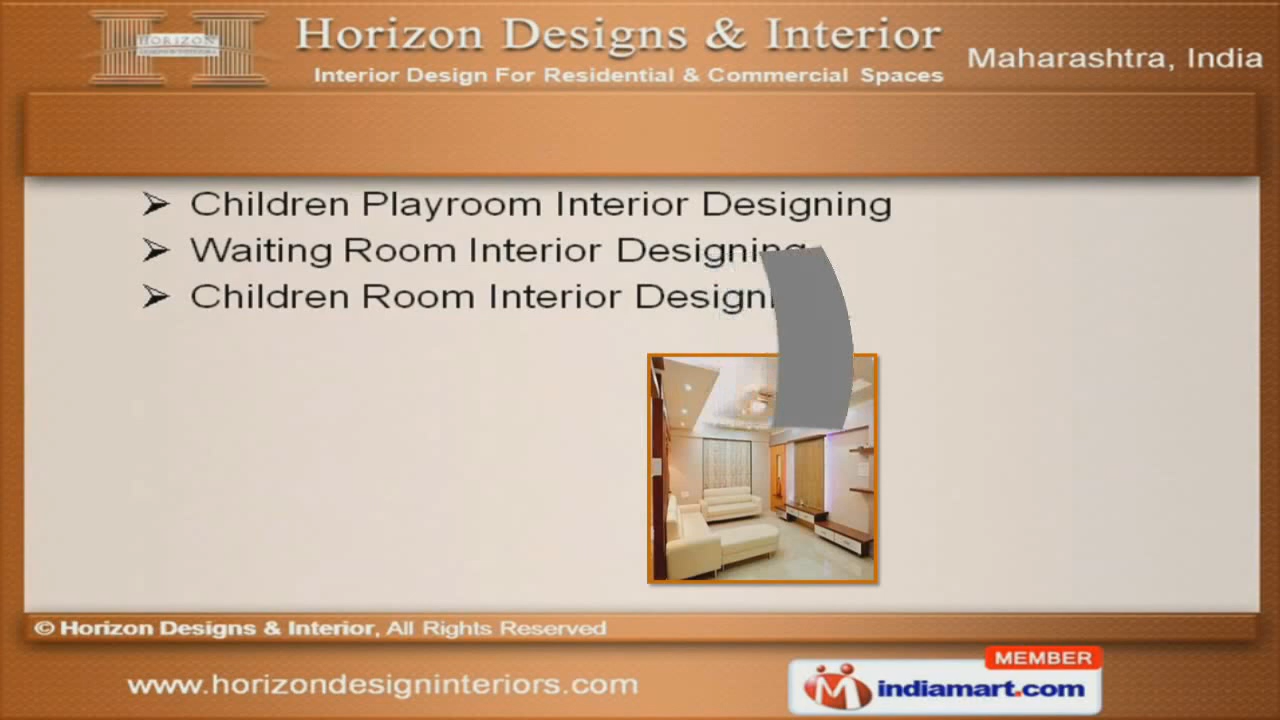 HORIZON
Horizon Designs & Interior
Interior Design For Residential & Commercial Spaces
Maharashtra, India
➢ Children Playroom Interior Designing
➢ Waiting Room Interior Designing
➢ Children Room Interior
© Horizon Designs & Interior, All Rights Reserved
www.horizondesigninteriors.com
MEMBER
indiamart.com